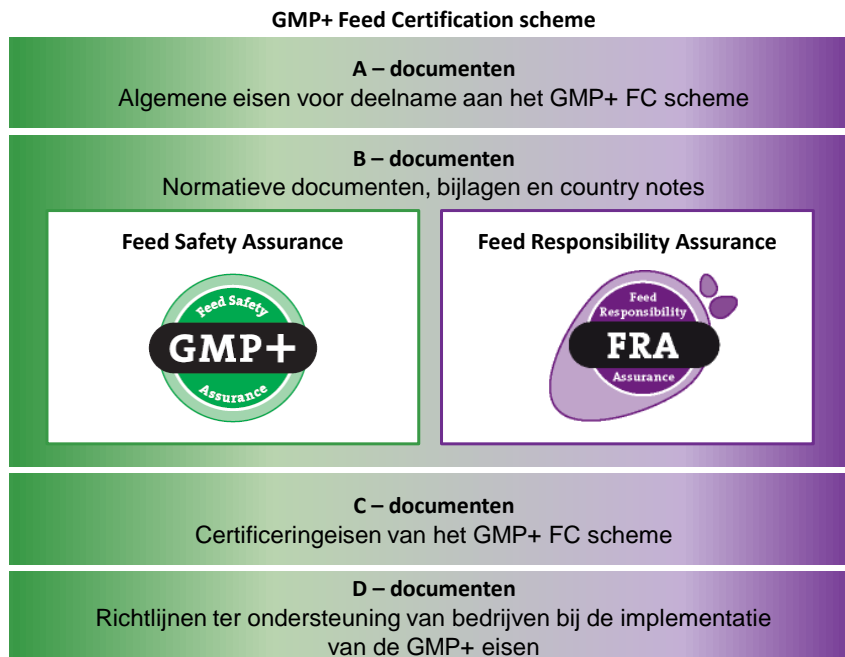 GMP+ Feed Certification scheme
A – documenten
Algemene eisen voor deelname aan het GMP+ FC scheme
B – documenten
Normatieve documenten, bijlagen en country notes
Feed Safety Assurance
Feed Safety
GMP+
Assurance
Feed Responsibility Assurance
Feed
Responsibility
FRA
Assurance
C – documenten
Certificeringeisen van het GMP+ FC scheme
D – documenten
Richtlijnen ter ondersteuning van bedrijven bij de implementatie
van de GMP+ eisen